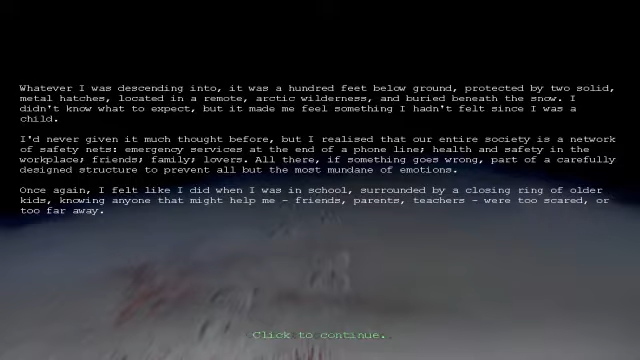 Whatever I was descending into, it was a hundred feet below ground, protected by two solid,
metal hatches, located in a remote, arctic wilderness, and buried beneath the snow. I
didn't know what to expect, but it made me feel something I hadn't felt since I was a
child.
I'd never given it much thought before, but I realised that our entire society is a network
of safety nets: emergency services at the end of a phone line; health and safety in the
workplace; friends; family; lovers. All there, if something goes wrong, part of a carefully
designed structure to prevent all but the most mundane of emotions.
Once again, I felt like I did when I was in school, surrounded by a closing ring of older
kids, knowing anyone that might help me - friends, parents, teachers - were too scared, or
too far away.
Click to continue.